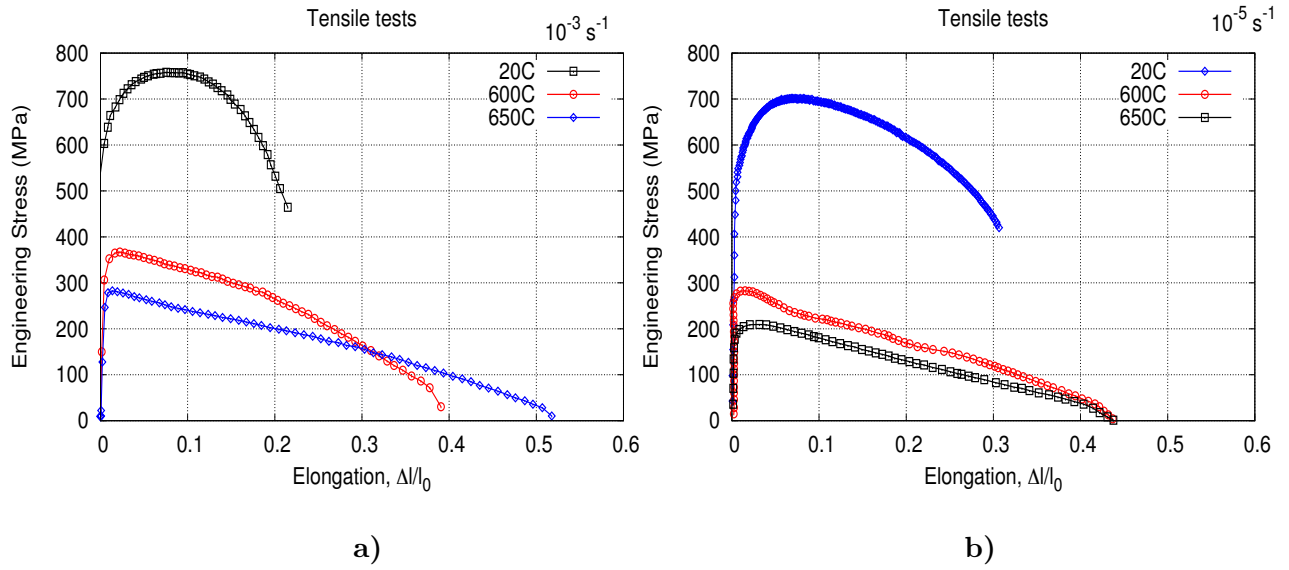 Tensile tests
10⁻³ s⁻¹
800
700
600
500
400
300
200
100
0
Engineering Stress (MPa)
20C
600C
650C
0 0.1 0.2 0.3 0.4 0.5 0.6
Elongation, Δl/l₀
a)
Tensile tests
10⁻⁵ s⁻¹
800
700
600
500
400
300
200
100
0
Engineering Stress (MPa)
20C
600C
650C
0 0.1 0.2 0.3 0.4 0.5 0.6
Elongation, Δl/l₀
b)